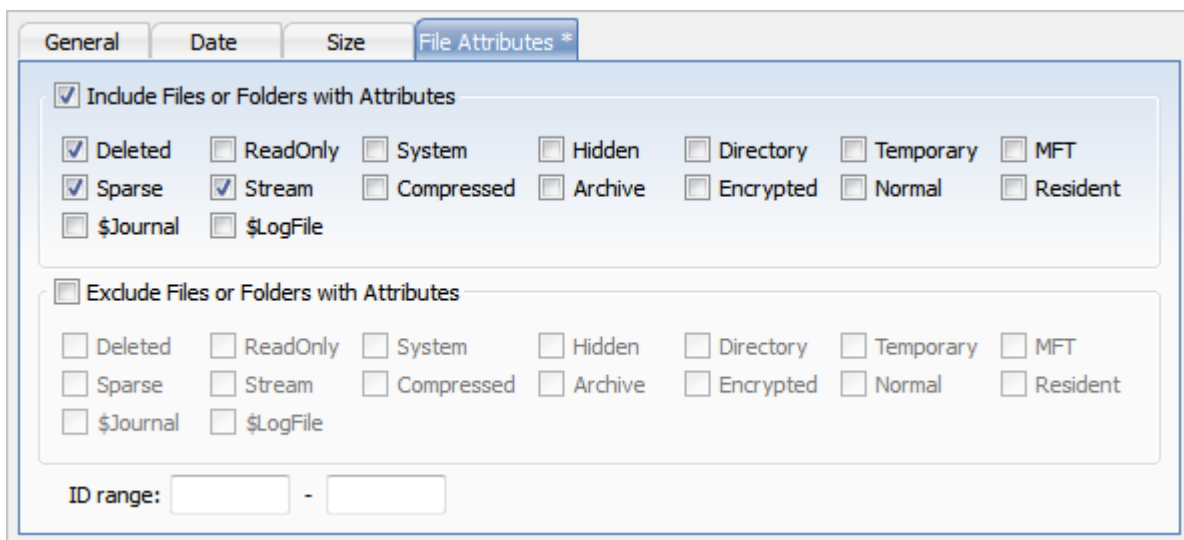 General Date Size File Attributes *
Include Files or Folders with Attributes
Deleted ReadOnly System Hidden Directory Temporary MFT
Sparse Stream Compressed Archive Encrypted Normal Resident
$Journal $LogFile
Exclude Files or Folders with Attributes
Deleted ReadOnly System Hidden Directory Temporary MFT
Sparse Stream Compressed Archive Encrypted Normal Resident
$Journal $LogFile
ID range: -